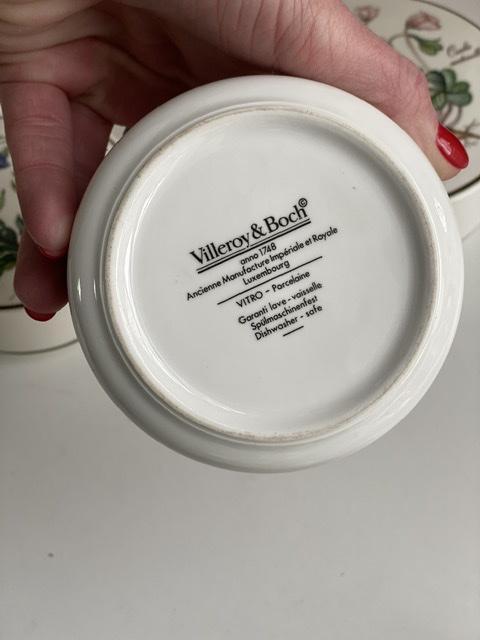 Villeroy & Boch©
anno 1748
Ancienne Manufacture Impériale et Royale
Luxembourg
VITRO - Porcelaine
Garanti lave-vaisselle
Spülmaschinenfest
Dishwasher - safe